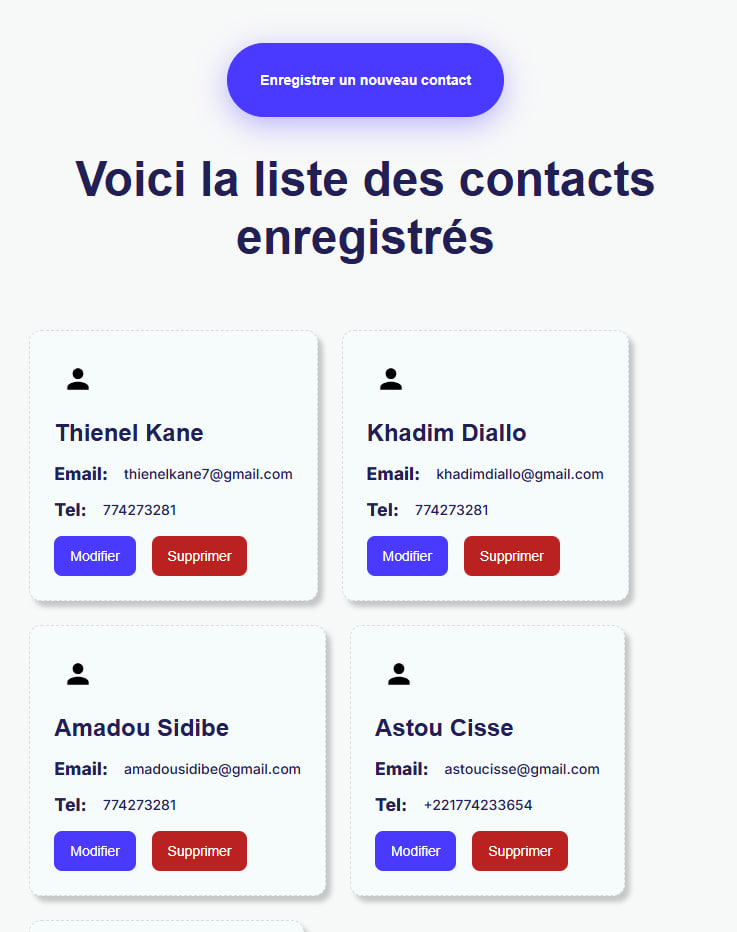 Enregistrer un nouveau contact
Voici la liste des contacts
enregistrés
Thienel Kane
Email: thienelkane7@gmail.com
Tel: 774273281
Modifier Supprimer
Khadim Diallo
Email: khadimdiallo@gmail.com
Tel: 774273281
Modifier Supprimer
Amadou Sidibe
Email: amadousidibe@gmail.com
Tel: 774273281
Modifier Supprimer
Astou Cisse
Email: astoucisse@gmail.com
Tel: +221774233654
Modifier Supprimer